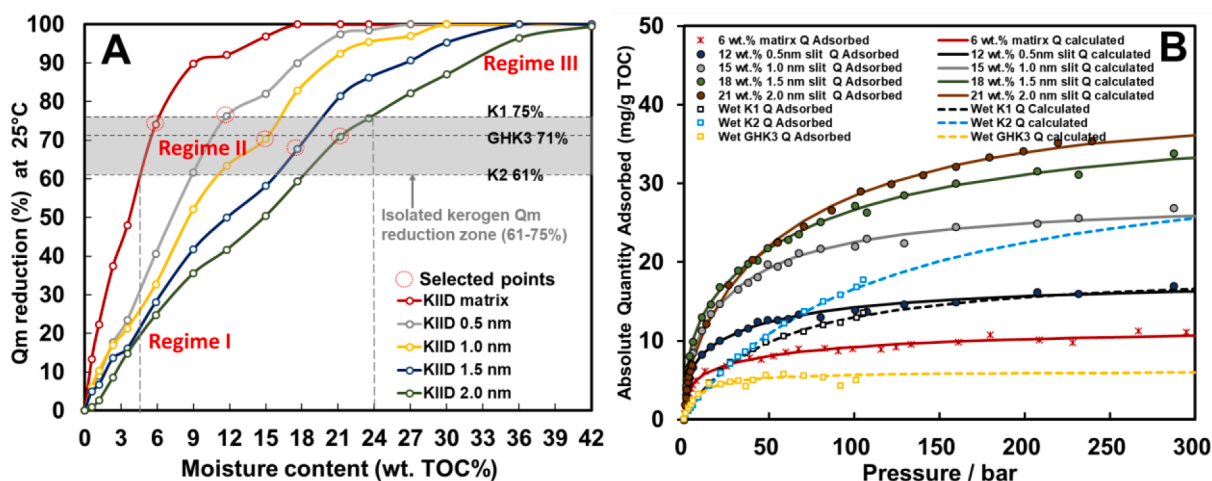 A
Qm reduction (%) at 25°C
100
90
80
70
60
50
40
30
20
10
0
Regime III
K1 75%
Regime II
GHK3 71%
K2 61%
Isolated kerogen Qm
reduction zone (61-75%)
Regime I
Selected points
KIID matrix
KIID 0.5 nm
KIID 1.0 nm
KIID 1.5 nm
KIID 2.0 nm
0 3 6 9 12 15 18 21 24 27 30 33 36 39 42
Moisture content (wt. TOC%)
B
Absolute Quantity Adsorbed (mg/g TOC)
50
40
30
20
10
0
6 wt.% matirx Q Adsorbed
12 wt.% 0.5nm slit Q Adsorbed
15 wt.% 1.0 nm slit Q Adsorbed
18 wt.% 1.5 nm slit Q Adsorbed
21 wt.% 2.0 nm slit Q Adsorbed
Wet K1 Q Adsorbed
Wet K2 Q Adsorbed
Wet GHK3 Q Adsorbed
6 wt.% matrix Q calculated
12 wt.% 0.5nm slit Q calculated
15 wt.% 1.0 nm slit Q calculated
18 wt.% 1.5 nm slit Q calculated
21 wt.% 2.0 nm slit Q calculated
Wet K1 Q Calculated
Wet K2 Q Calculated
Wet GHK3 Q calculated
0 50 100 150 200 250 300
Pressure / bar